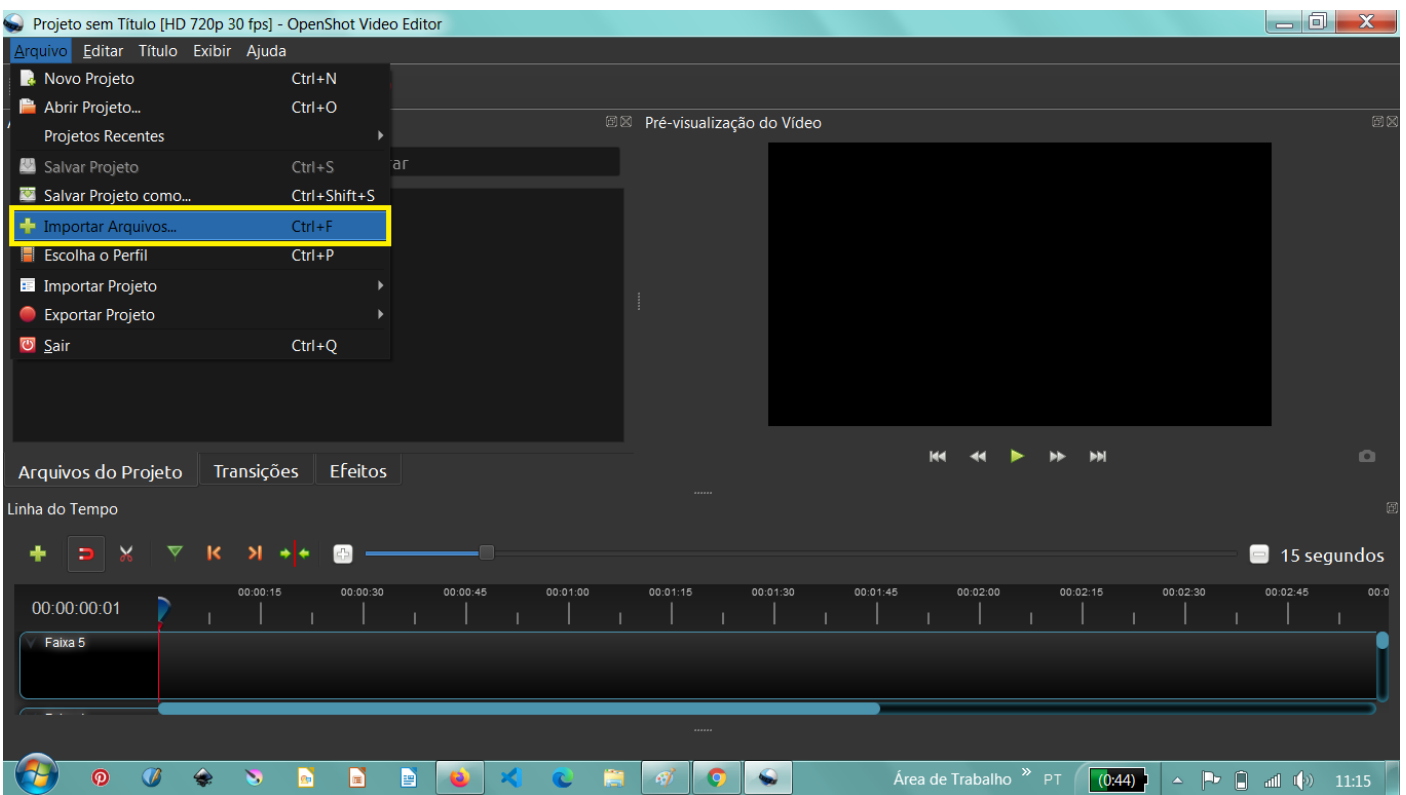 Projeto sem Título [HD 720p 30 fps] - OpenShot Video Editor
Arquivo Editar Título Exibir Ajuda
Novo Projeto Ctrl+N
Abrir Projeto... Ctrl+O
Projetos Recentes
Salvar Projeto Ctrl+S
Salvar Projeto como... Ctrl+Shift+S
Importar Arquivos... Ctrl+F
Escolha o Perfil Ctrl+P
Importar Projeto
Exportar Projeto
Sair Ctrl+Q
Pré-visualização do Vídeo
Arquivos do Projeto Transições Efeitos
Linha do Tempo
15 segundos
00:00:00:01
00:00:15 00:00:30 00:00:45 00:01:00 00:01:15 00:01:30 00:01:45 00:02:00 00:02:15 00:02:30 00:02:45
Faixa 5
Área de Trabalho » PT (0:44) 11:15